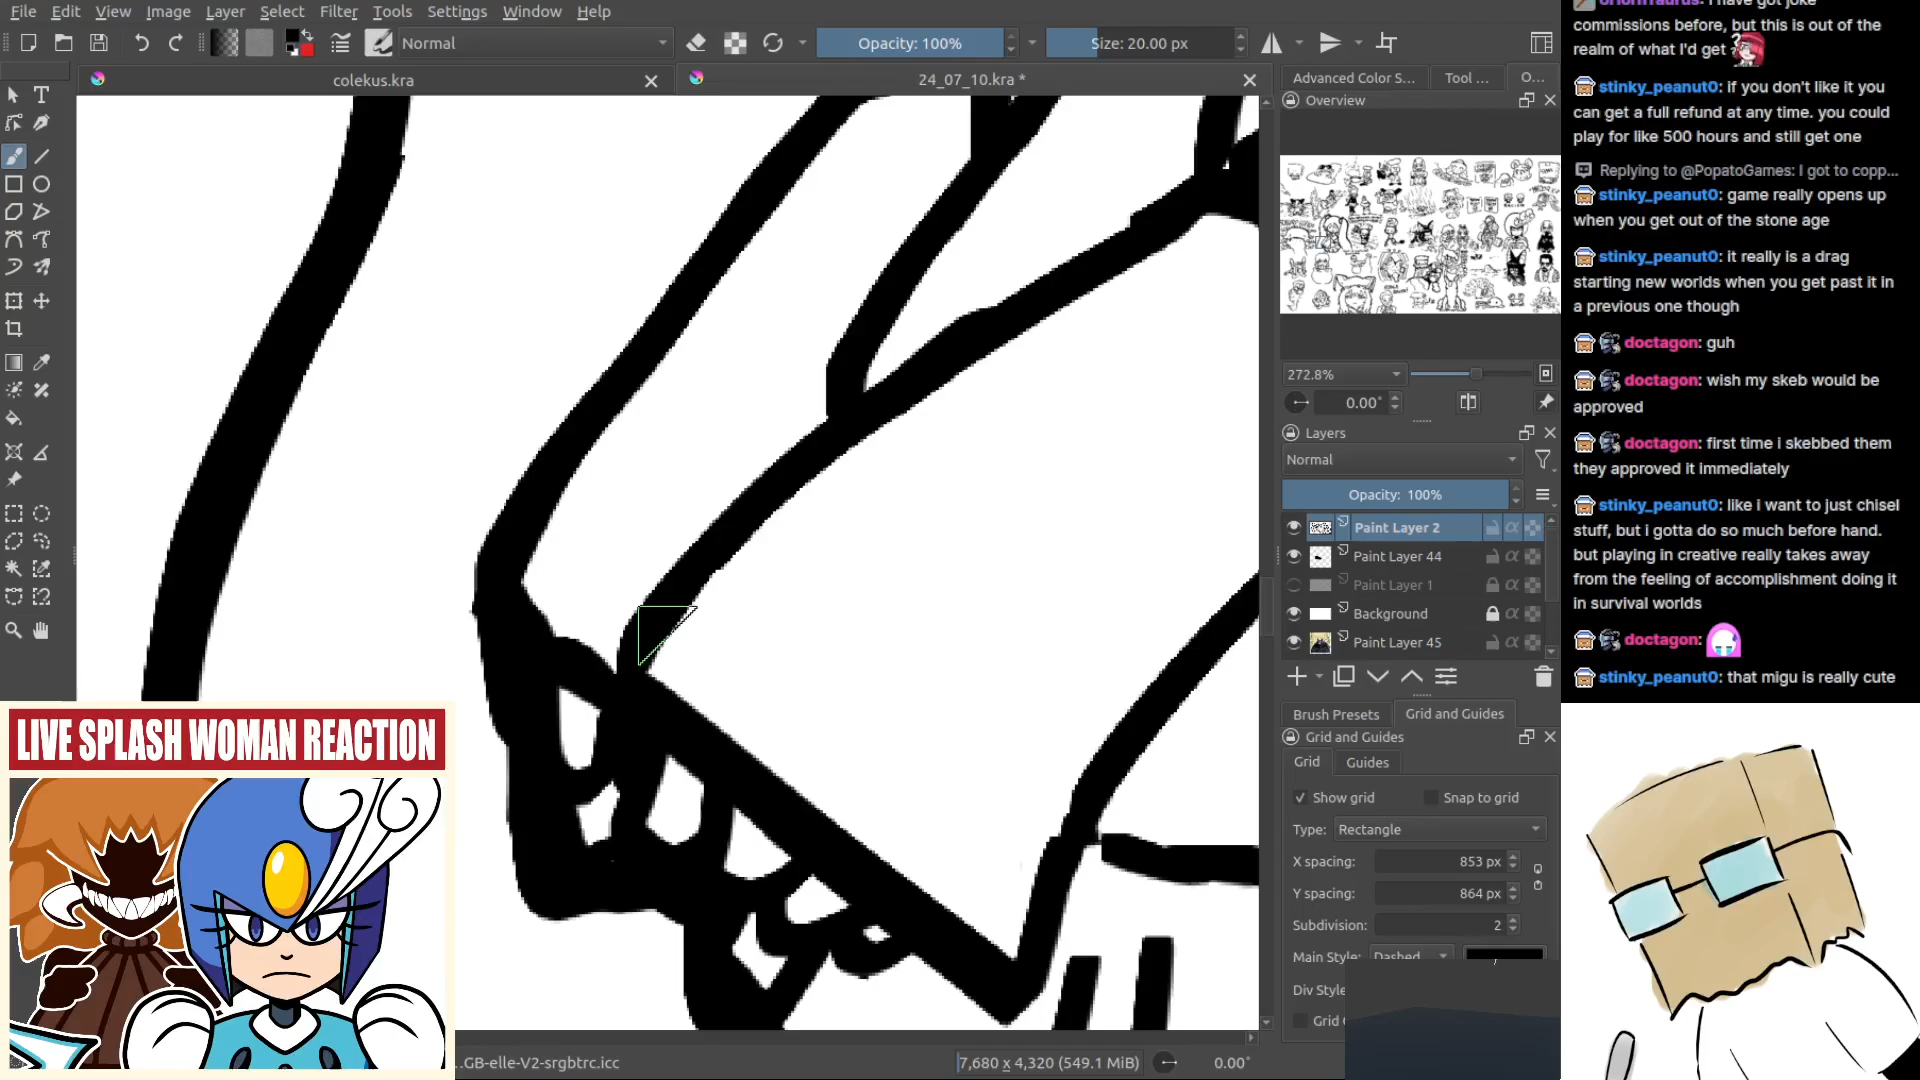 File Edit View Image Layer Select Filter Tools Settings Window Help
Normal
Opacity: 100%
Size: 20.00 px
colekus.kra
24_07_10.kra *
Advanced Color S...
Tool ...
O...
Overview
272.8%
0.00°
Layers
Normal
Opacity: 100%
Paint Layer 2
Paint Layer 44
Paint Layer 1
Background
Paint Layer 45
Brush Presets
Grid and Guides
Grid and Guides
Grid
Guides
Show grid
Snap to grid
Type: Rectangle
X spacing: 853 px
Y spacing: 864 px
Subdivision: 2
Main Style: Dashed
Div Style
Grid
...GB-elle-V2-srgbtrc.icc
7,680 x 4,320 (549.1 MiB)
0.00°
LIVE SPLASH WOMAN REACTION
commissions before, but this is out of the
realm of what I'd get
stinky_peanut0: if you don't like it you
can get a full refund at any time. you could
play for like 500 hours and still get one
Replying to @PopatoGames: I got to copp...
stinky_peanut0: game really opens up
when you get out of the stone age
stinky_peanut0: it really is a drag
starting new worlds when you get past it in
a previous one though
doctagon: guh
doctagon: wish my skeb would be
approved
doctagon: first time i skebbed them
they approved it immediately
stinky_peanut0: like i want to just chisel
stuff, but i gotta do so much before hand.
but playing in creative really takes away
from the feeling of accomplishment doing it
in survival worlds
doctagon:
stinky_peanut0: that migu is really cute